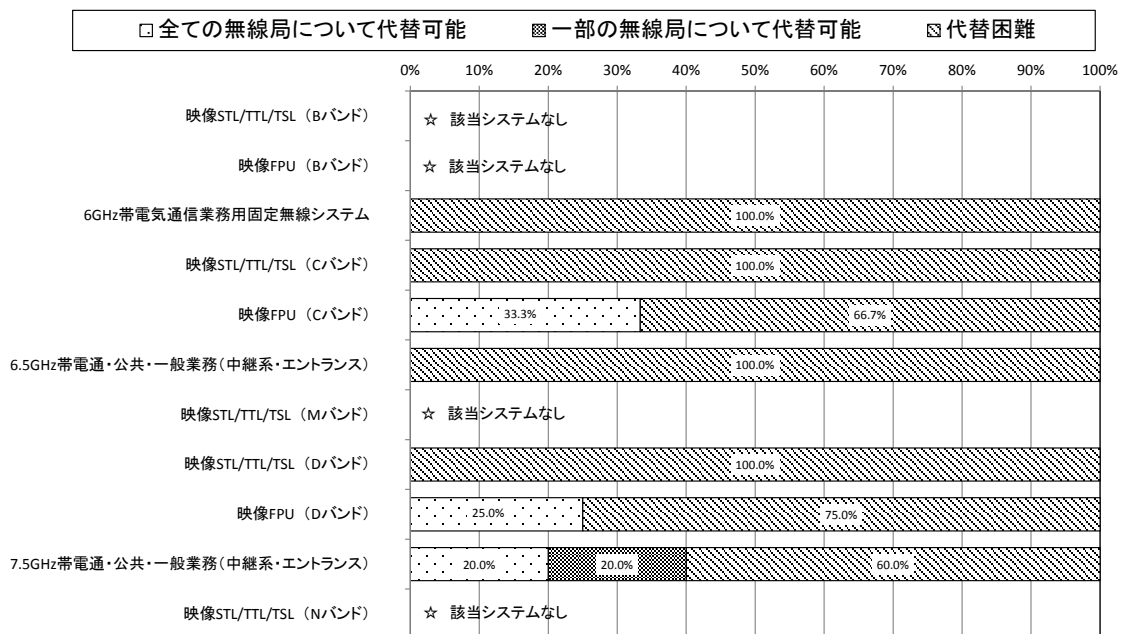 全ての無線局について代替可能 一部の無線局について代替可能 代替困難
0% 10% 20% 30% 40% 50% 60% 70% 80% 90% 100%
映像STL/TTL/TSL（Bバンド） ☆ 該当システムなし
映像FPU（Bバンド） ☆ 該当システムなし
6GHz帯電気通信業務用固定無線システム 100.0%
映像STL/TTL/TSL（Cバンド） 100.0%
映像FPU（Cバンド） 33.3% 66.7%
6.5GHz帯電通・公共・一般業務（中継系・エントランス） 100.0%
映像STL/TTL/TSL（Mバンド） ☆ 該当システムなし
映像STL/TTL/TSL（Dバンド） 100.0%
映像FPU（Dバンド） 25.0% 75.0%
7.5GHz帯電通・公共・一般業務（中継系・エントランス） 20.0% 20.0% 60.0%
映像STL/TTL/TSL（Nバンド） ☆ 該当システムなし